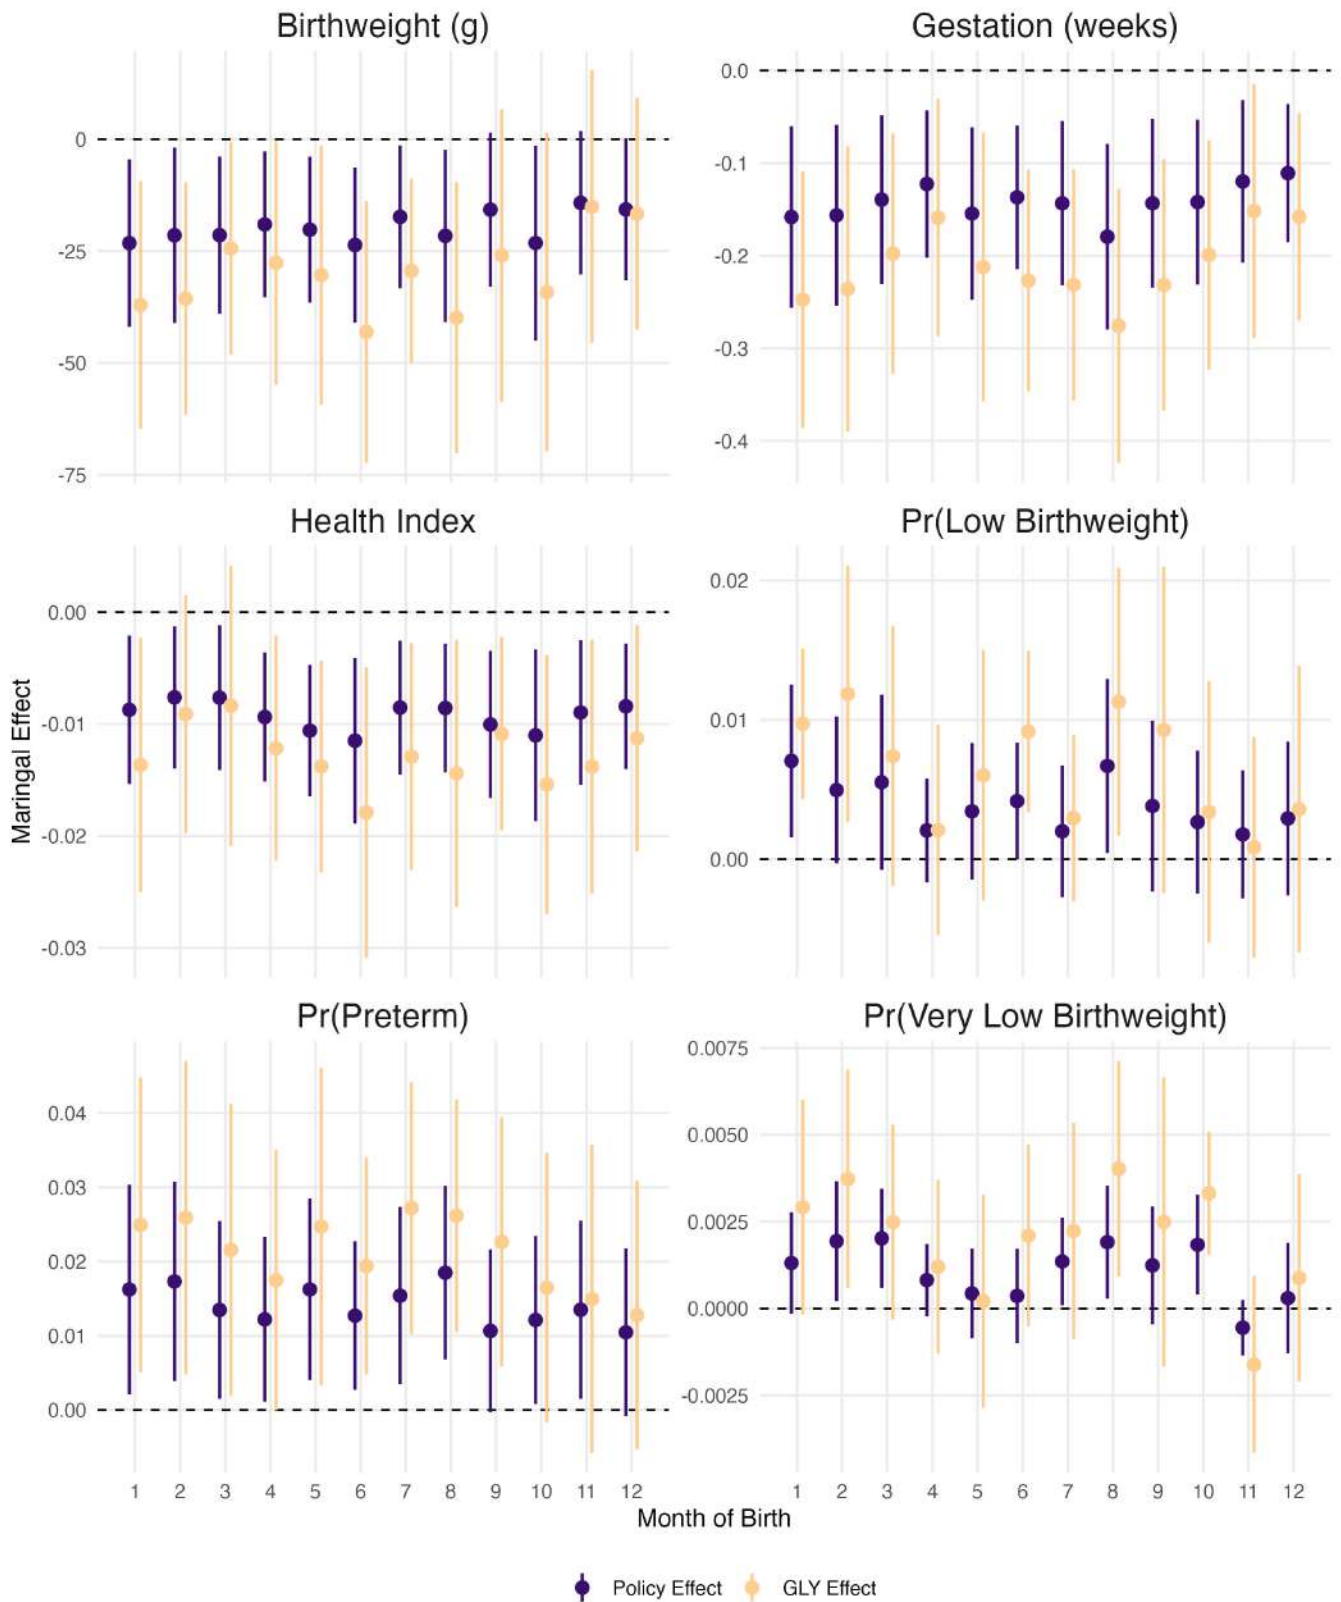 Birthweight (g)
Gestation (weeks)
0
-25
-50
-75
0.0
-0.1
-0.2
-0.3
-0.4
Health Index
Pr(Low Birthweight)
Maringal Effect
0.00
-0.01
-0.02
-0.03
0.02
0.01
0.00
Pr(Preterm)
Pr(Very Low Birthweight)
0.04
0.03
0.02
0.01
0.00
0.0075
0.0050
0.0025
0.0000
-0.0025
1 2 3 4 5 6 7 8 9 10 11 12
1 2 3 4 5 6 7 8 9 10 11 12
Month of Birth
Policy Effect
GLY Effect